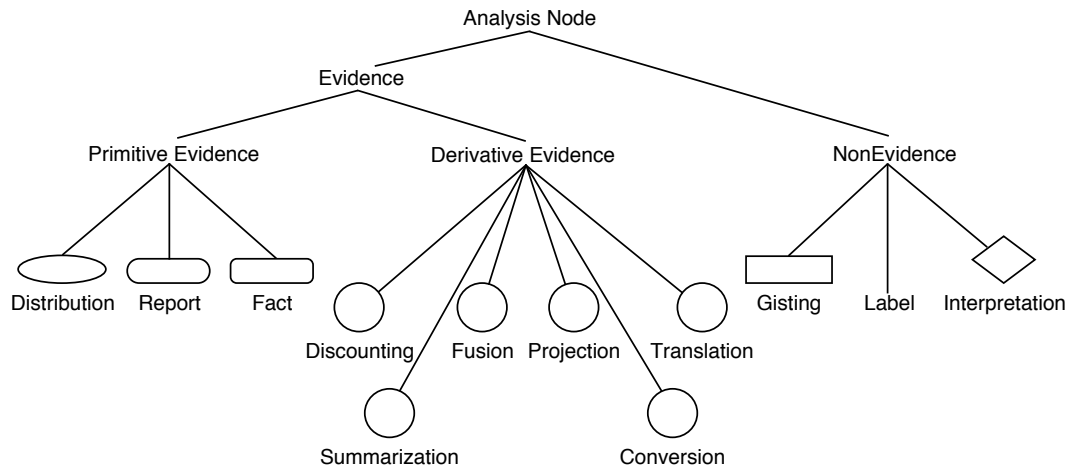 Analysis Node
Evidence
Primitive Evidence
Derivative Evidence
NonEvidence
Distribution
Report
Fact
Gisting
Label
Interpretation
Discounting
Fusion
Projection
Translation
Summarization
Conversion